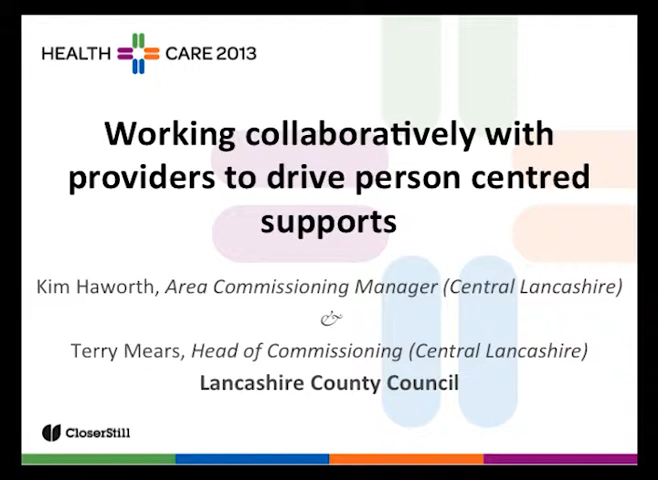 HEALTH CARE 2013
Working collaboratively with
providers to drive person centred
supports
Kim Haworth, Area Commissioning Manager (Central Lancashire)
&
Terry Mears, Head of Commissioning (Central Lancashire)
Lancashire County Council
CloserStill